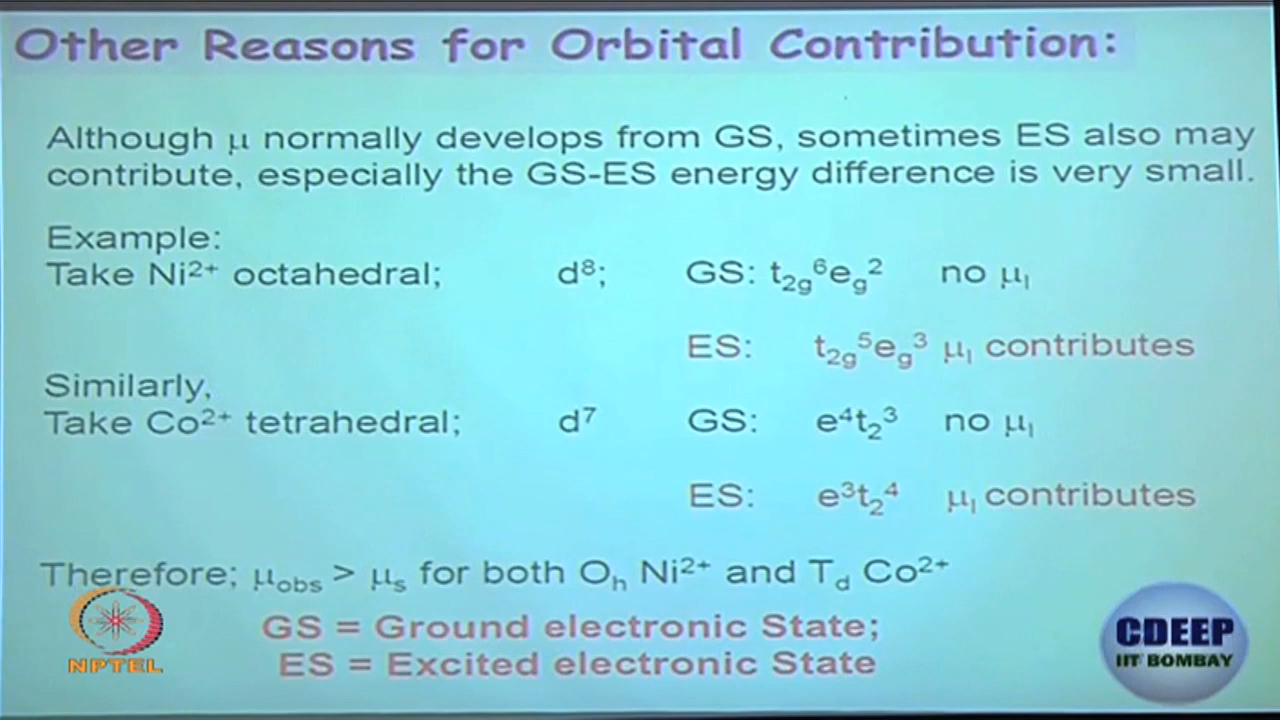 Other Reasons for Orbital Contribution:
Although μ normally develops from GS, sometimes ES also may
contribute, especially the GS-ES energy difference is very small.
Example:
Take Ni²⁺ octahedral; d⁸; GS: t₂g⁶eg² no μₗ
ES: t₂g⁵eg³ μₗ contributes
Similarly,
Take Co²⁺ tetrahedral; d⁷ GS: e⁴t₂³ no μₗ
ES: e³t₂⁴ μₗ contributes
Therefore; μobs > μs for both Oh Ni²⁺ and Td Co²⁺
GS = Ground electronic State;
ES = Excited electronic State
NPTEL
CDEEP
IIT BOMBAY